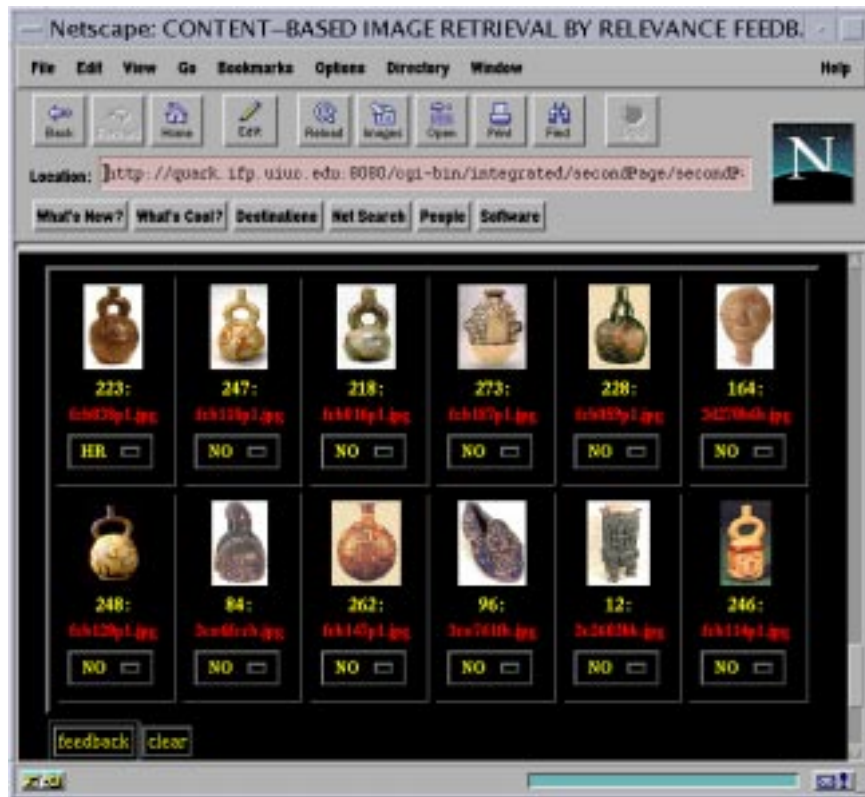 Netscape: CONTENT-BASED IMAGE RETRIEVAL BY RELEVANCE FEEDB.
File Edit View Go Bookmarks Options Directory Window Help
Back Home Edit Reload Images Open Print Find
N
Location: http://quark.ifp.uiuc.edu:8080/cgi-bin/integrated/secondPage/secondP
What's New? What's Cool? Destinations Net Search People Software
223: 247: 218: 273: 228: 164:
HR NO NO NO NO NO
248: 84: 262: 96: 12: 246:
NO NO NO NO NO NO
feedback clear